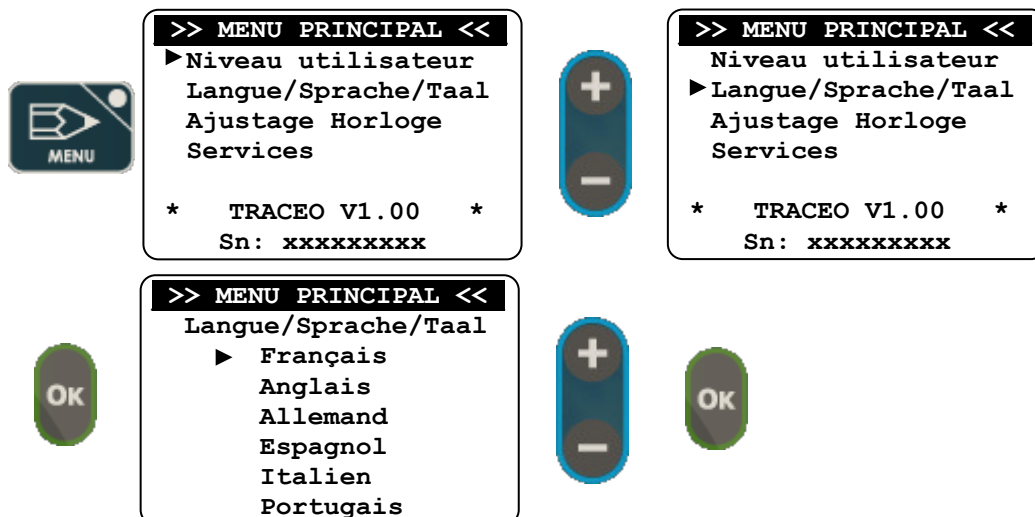 MENU
>> MENU PRINCIPAL <<
►Niveau utilisateur
Langue/Sprache/Taal
Ajustage Horloge
Services
* TRACEO V1.00 *
Sn: xxxxxxxxx
+
−
>> MENU PRINCIPAL <<
Niveau utilisateur
►Langue/Sprache/Taal
Ajustage Horloge
Services
* TRACEO V1.00 *
Sn: xxxxxxxxx
OK
>> MENU PRINCIPAL <<
Langue/Sprache/Taal
► Français
Anglais
Allemand
Espagnol
Italien
Portugais
+
−
OK